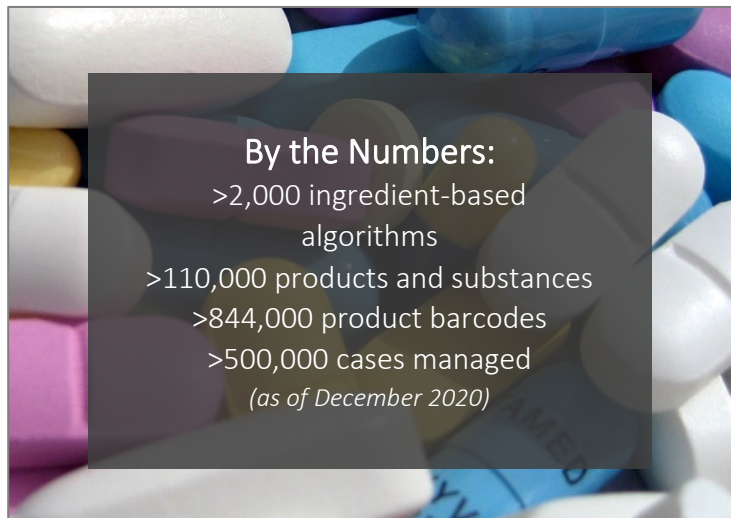 By the Numbers:
>2,000 ingredient-based
algorithms
>110,000 products and substances
>844,000 product barcodes
>500,000 cases managed
(as of December 2020)